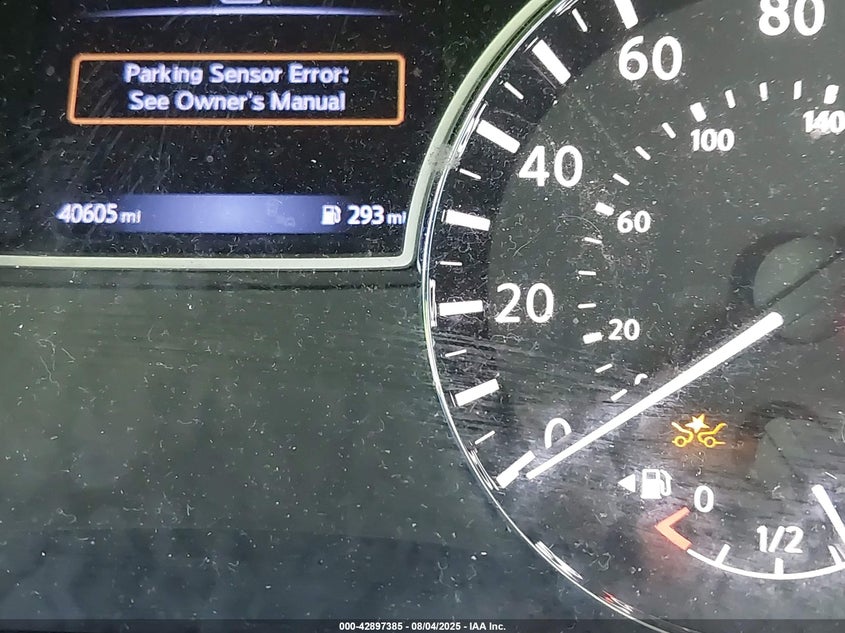 Parking Sensor Error:
See Owner's Manual
40605 mi
293 mi
80
60
40
20
0
140
100
60
20
0
1/2
000-42897385 - 08/04/2025 - IAA Inc.